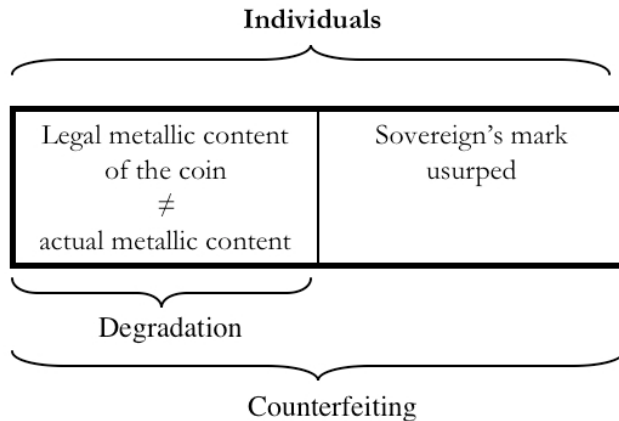 Individuals
Legal metallic content
of the coin
≠
actual metallic content
Sovereign's mark
usurped
Degradation
Counterfeiting